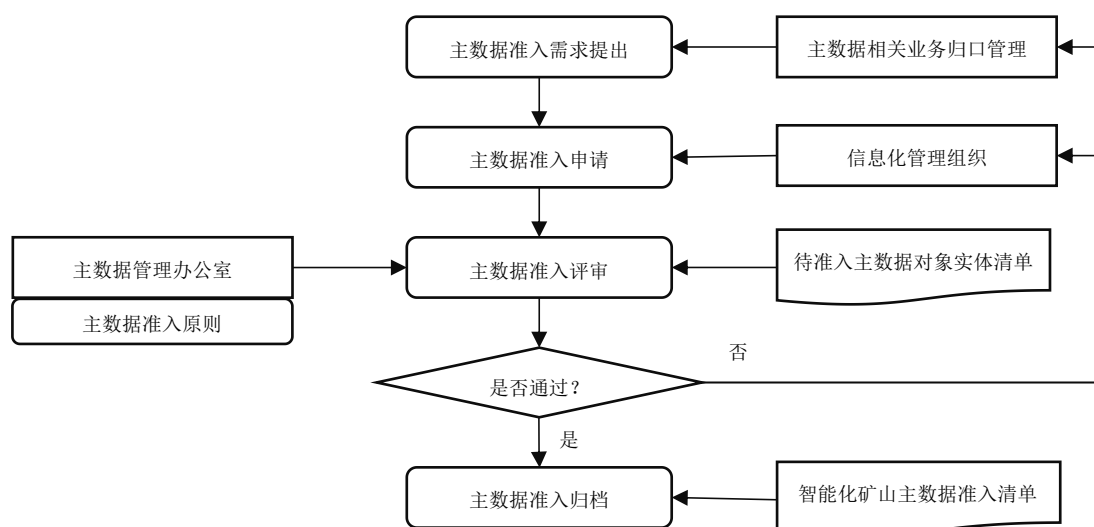 主数据准入需求提出
主数据相关业务归口管理
主数据准入申请
信息化管理组织
主数据管理办公室
主数据准入原则
主数据准入评审
待准入主数据对象实体清单
否
是否通过？
是
主数据准入归档
智能化矿山主数据准入清单